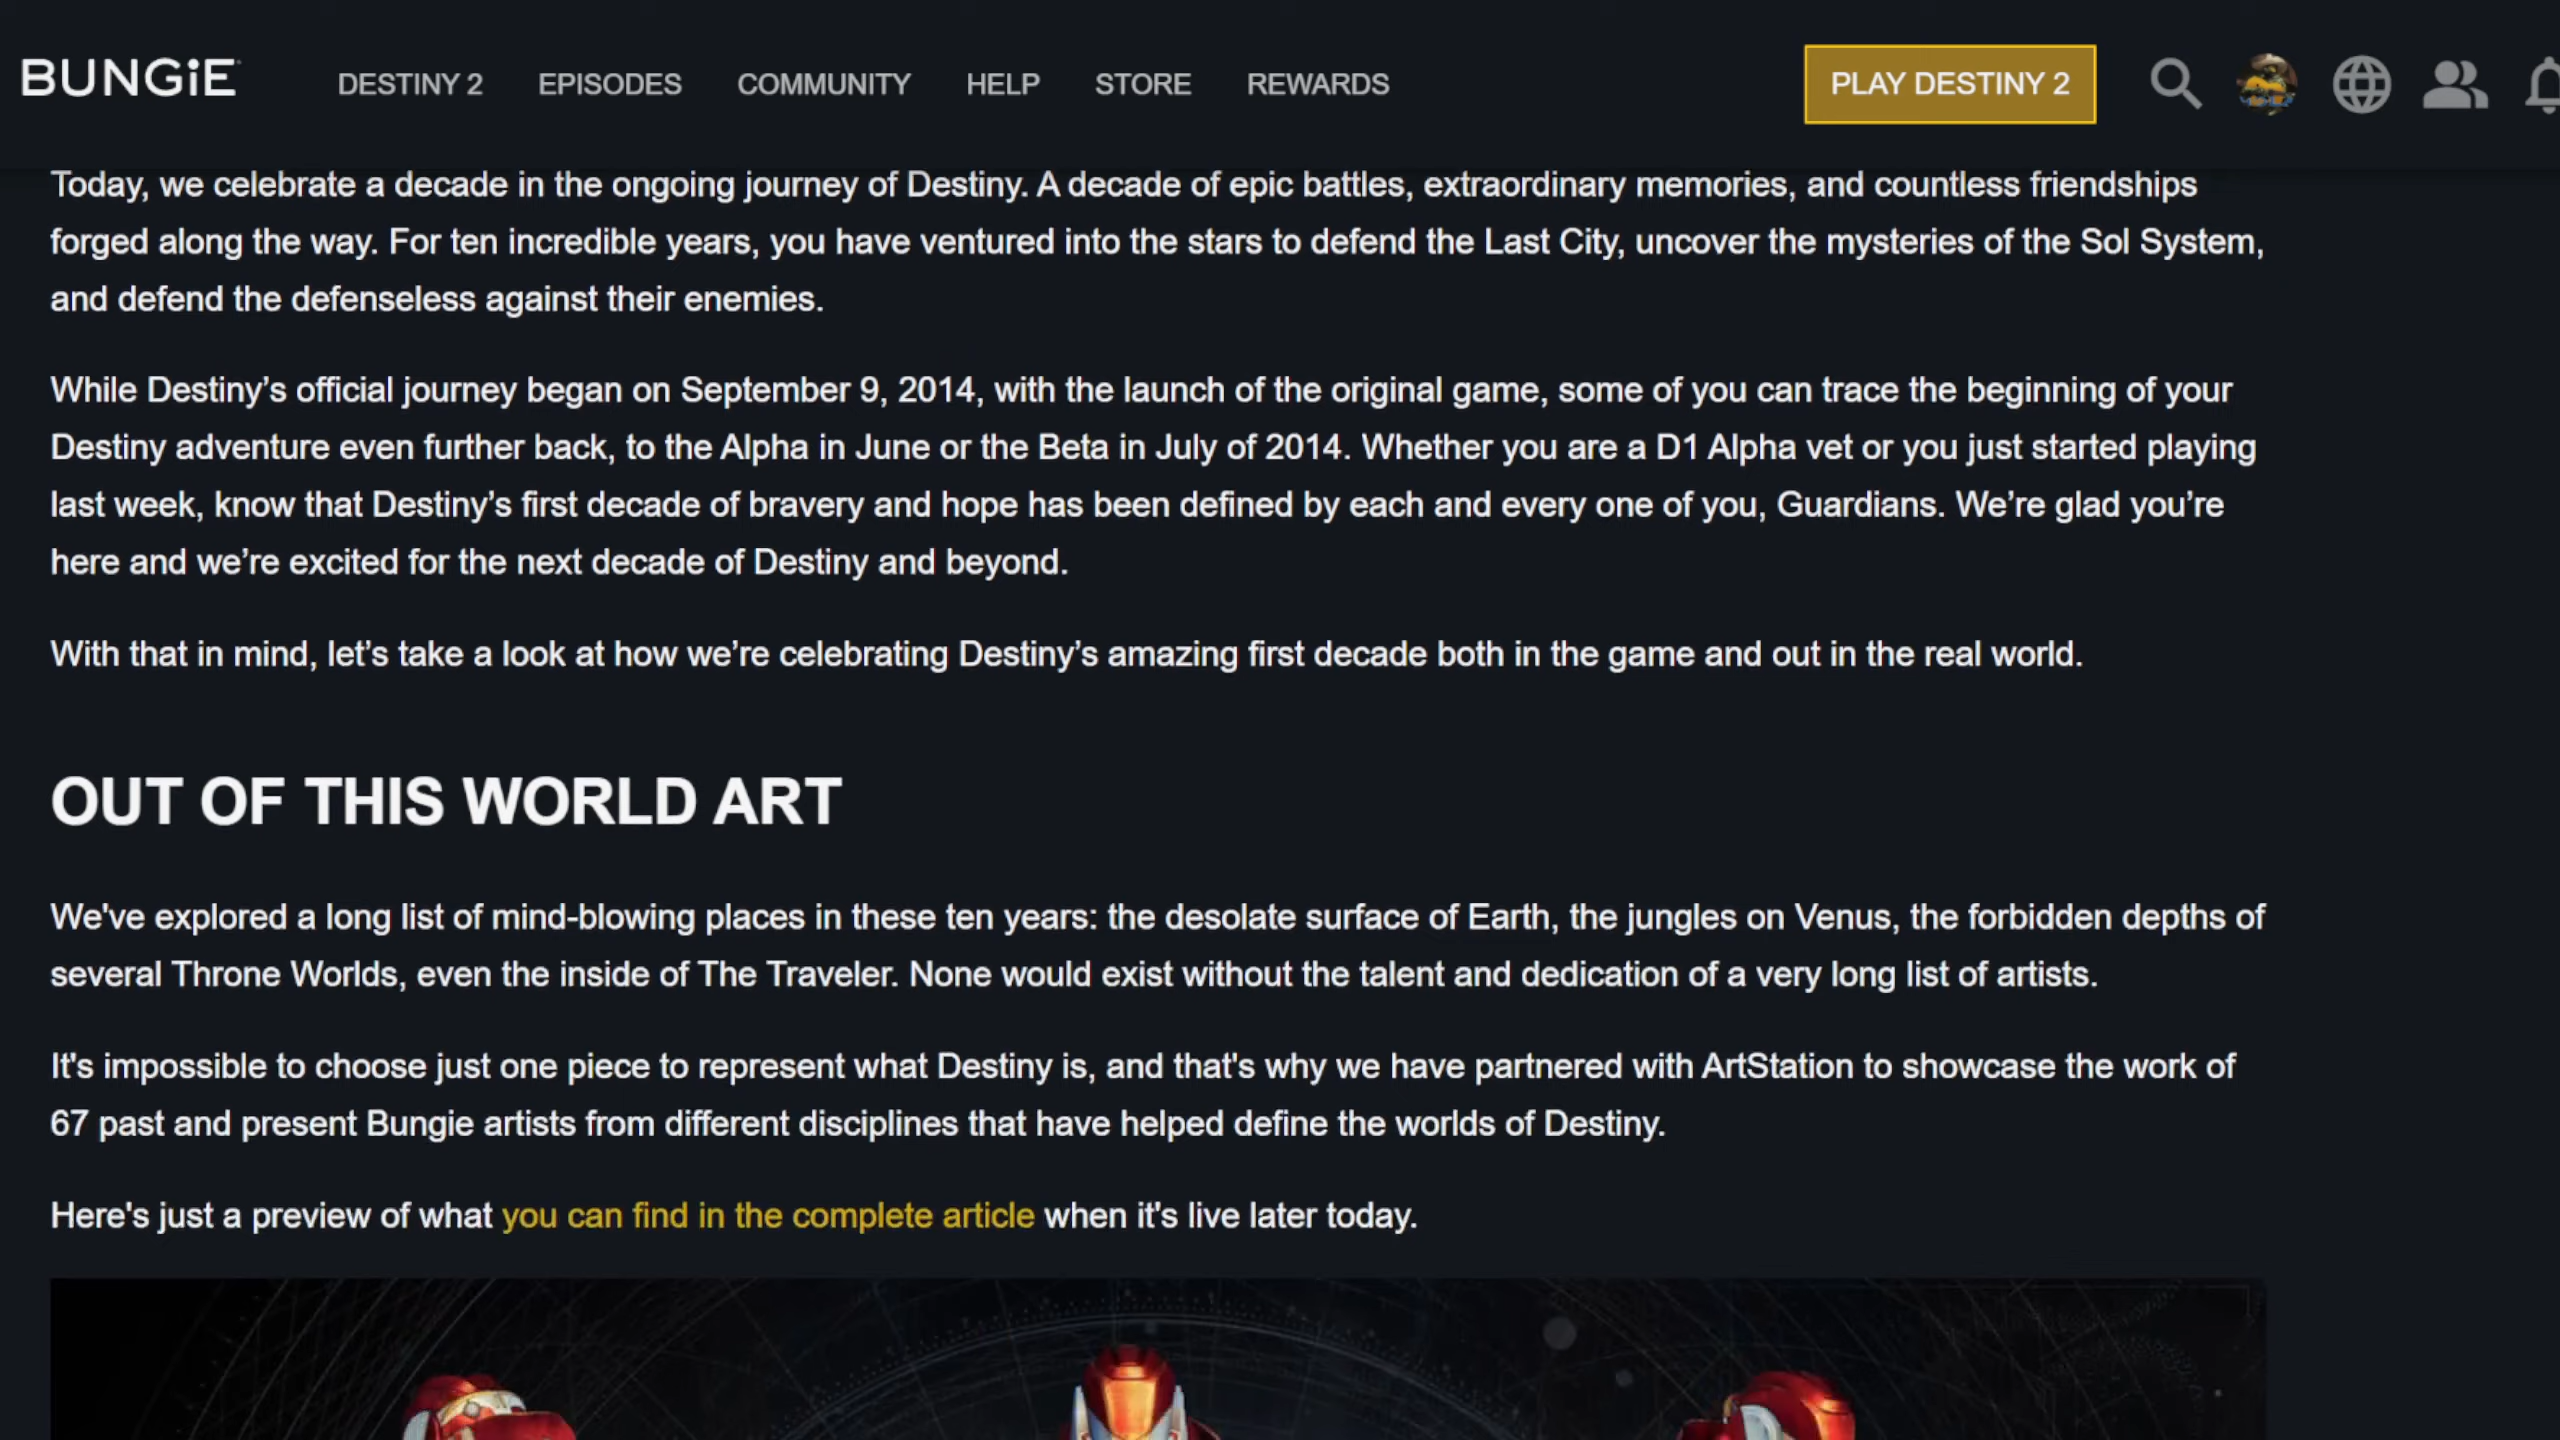 BUNGiE
DESTINY 2 EPISODES COMMUNITY HELP STORE REWARDS PLAY DESTINY 2
Today, we celebrate a decade in the ongoing journey of Destiny. A decade of epic battles, extraordinary memories, and countless friendships
forged along the way. For ten incredible years, you have ventured into the stars to defend the Last City, uncover the mysteries of the Sol System,
and defend the defenseless against their enemies.
While Destiny’s official journey began on September 9, 2014, with the launch of the original game, some of you can trace the beginning of your
Destiny adventure even further back, to the Alpha in June or the Beta in July of 2014. Whether you are a D1 Alpha vet or you just started playing
last week, know that Destiny’s first decade of bravery and hope has been defined by each and every one of you, Guardians. We’re glad you’re
here and we’re excited for the next decade of Destiny and beyond.
With that in mind, let’s take a look at how we’re celebrating Destiny’s amazing first decade both in the game and out in the real world.
OUT OF THIS WORLD ART
We've explored a long list of mind-blowing places in these ten years: the desolate surface of Earth, the jungles on Venus, the forbidden depths of
several Throne Worlds, even the inside of The Traveler. None would exist without the talent and dedication of a very long list of artists.
It's impossible to choose just one piece to represent what Destiny is, and that's why we have partnered with ArtStation to showcase the work of
67 past and present Bungie artists from different disciplines that have helped define the worlds of Destiny.
Here's just a preview of what you can find in the complete article when it's live later today.